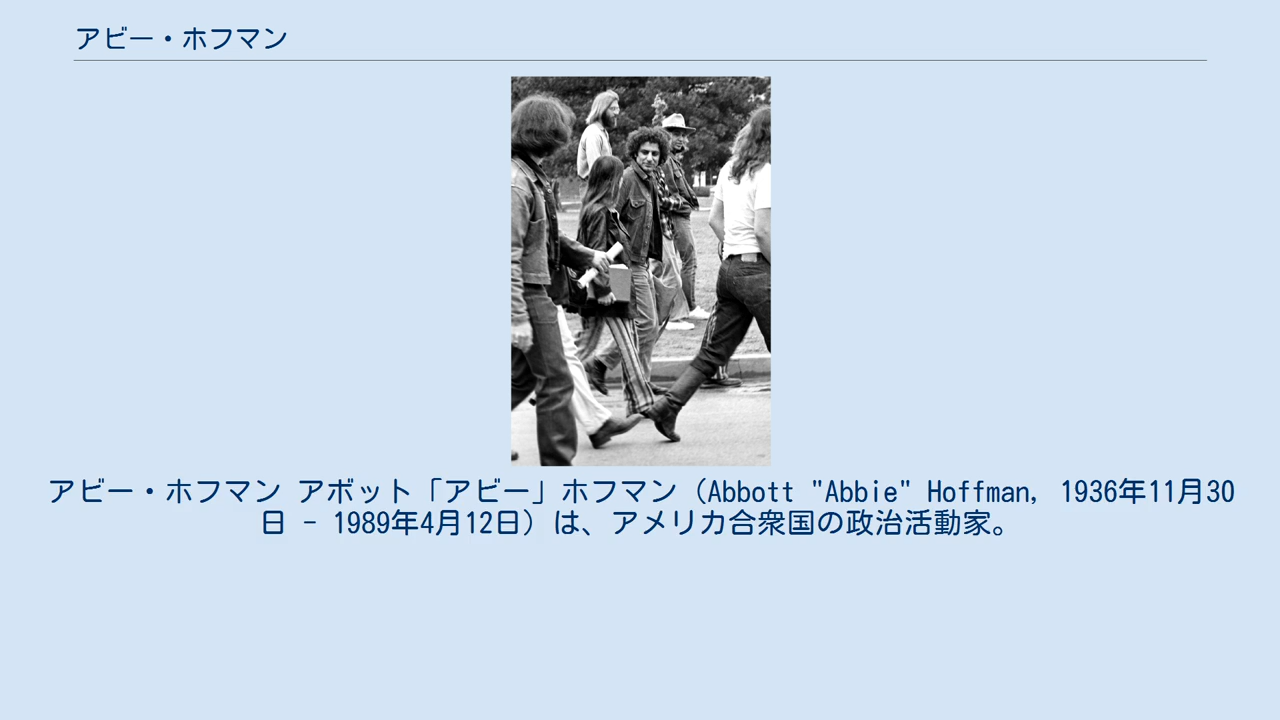 アビー・ホフマン
アビー・ホフマン アボット「アビー」ホフマン（Abbott "Abbie" Hoffman, 1936年11月30
日 - 1989年4月12日）は、アメリカ合衆国の政治活動家。